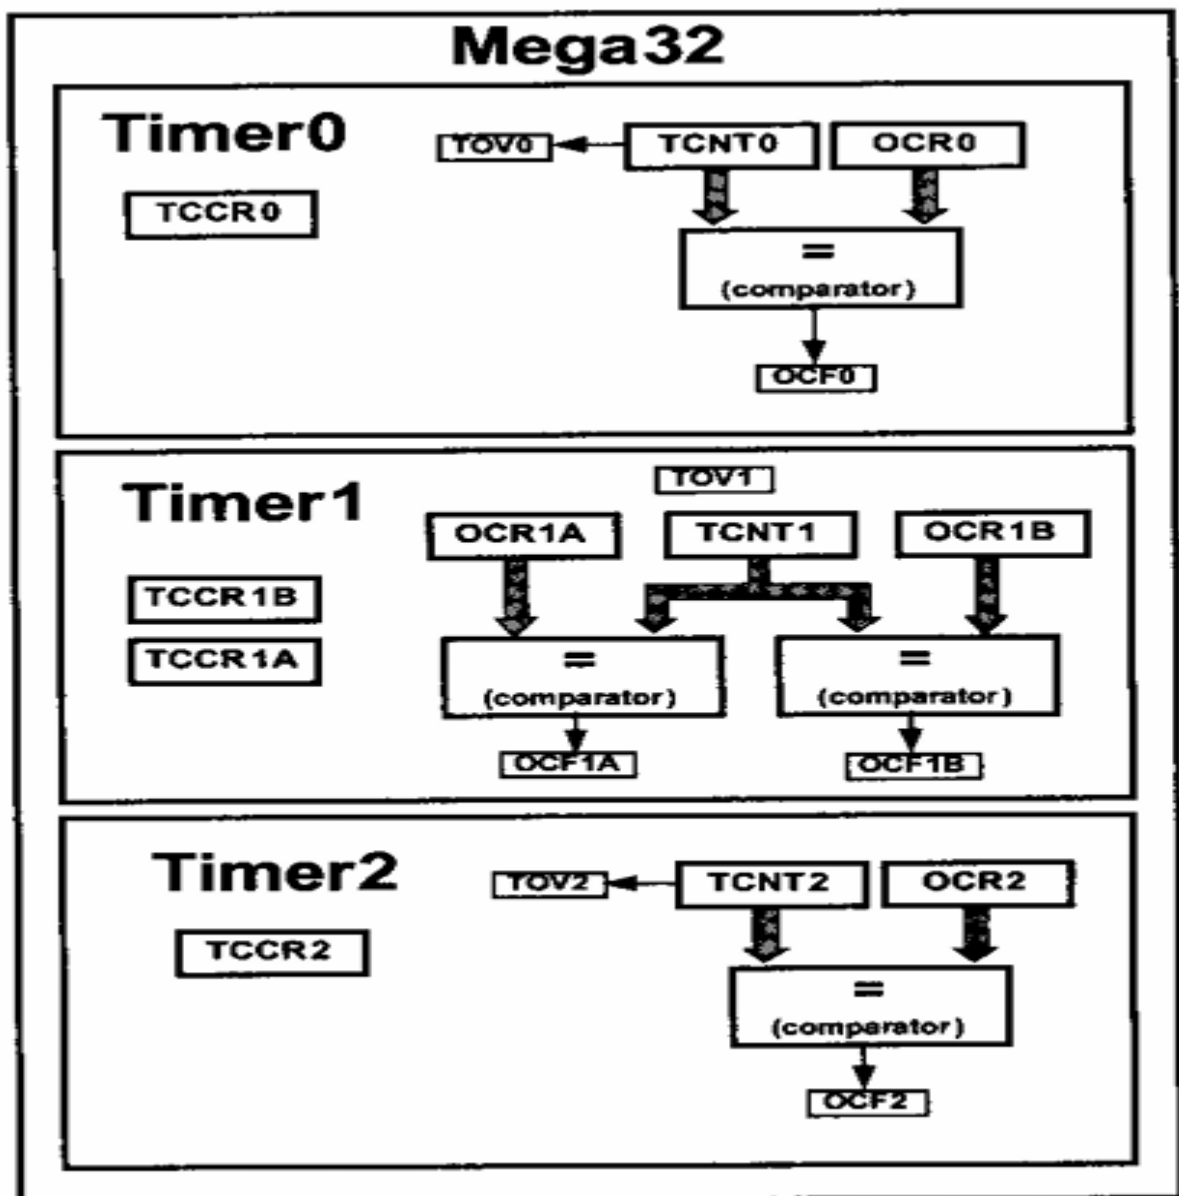 Mega32
Timer0
TOV0
TCNT0
OCR0
TCCR0
=
(comparator)
OCF0
Timer1
TOV1
OCR1A
TCNT1
OCR1B
TCCR1B
TCCR1A
=
(comparator)
=
(comparator)
OCF1A
OCF1B
Timer2
TOV2
TCNT2
OCR2
TCCR2
=
(comparator)
OCF2